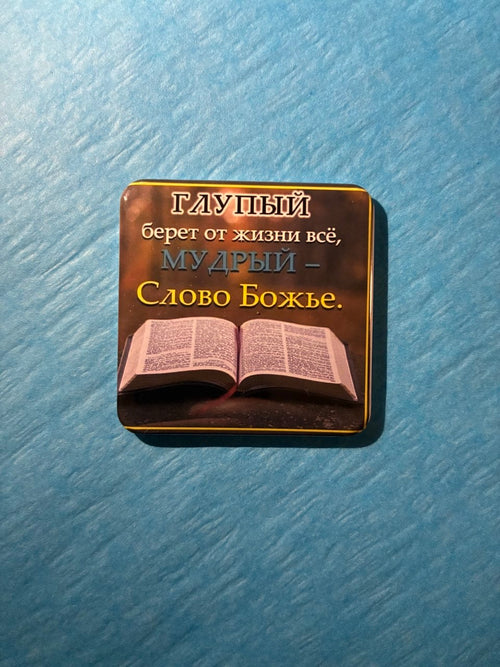 ГЛУПЫЙ
берет от жизни всё,
МУДРЫЙ –
Слово Божье.